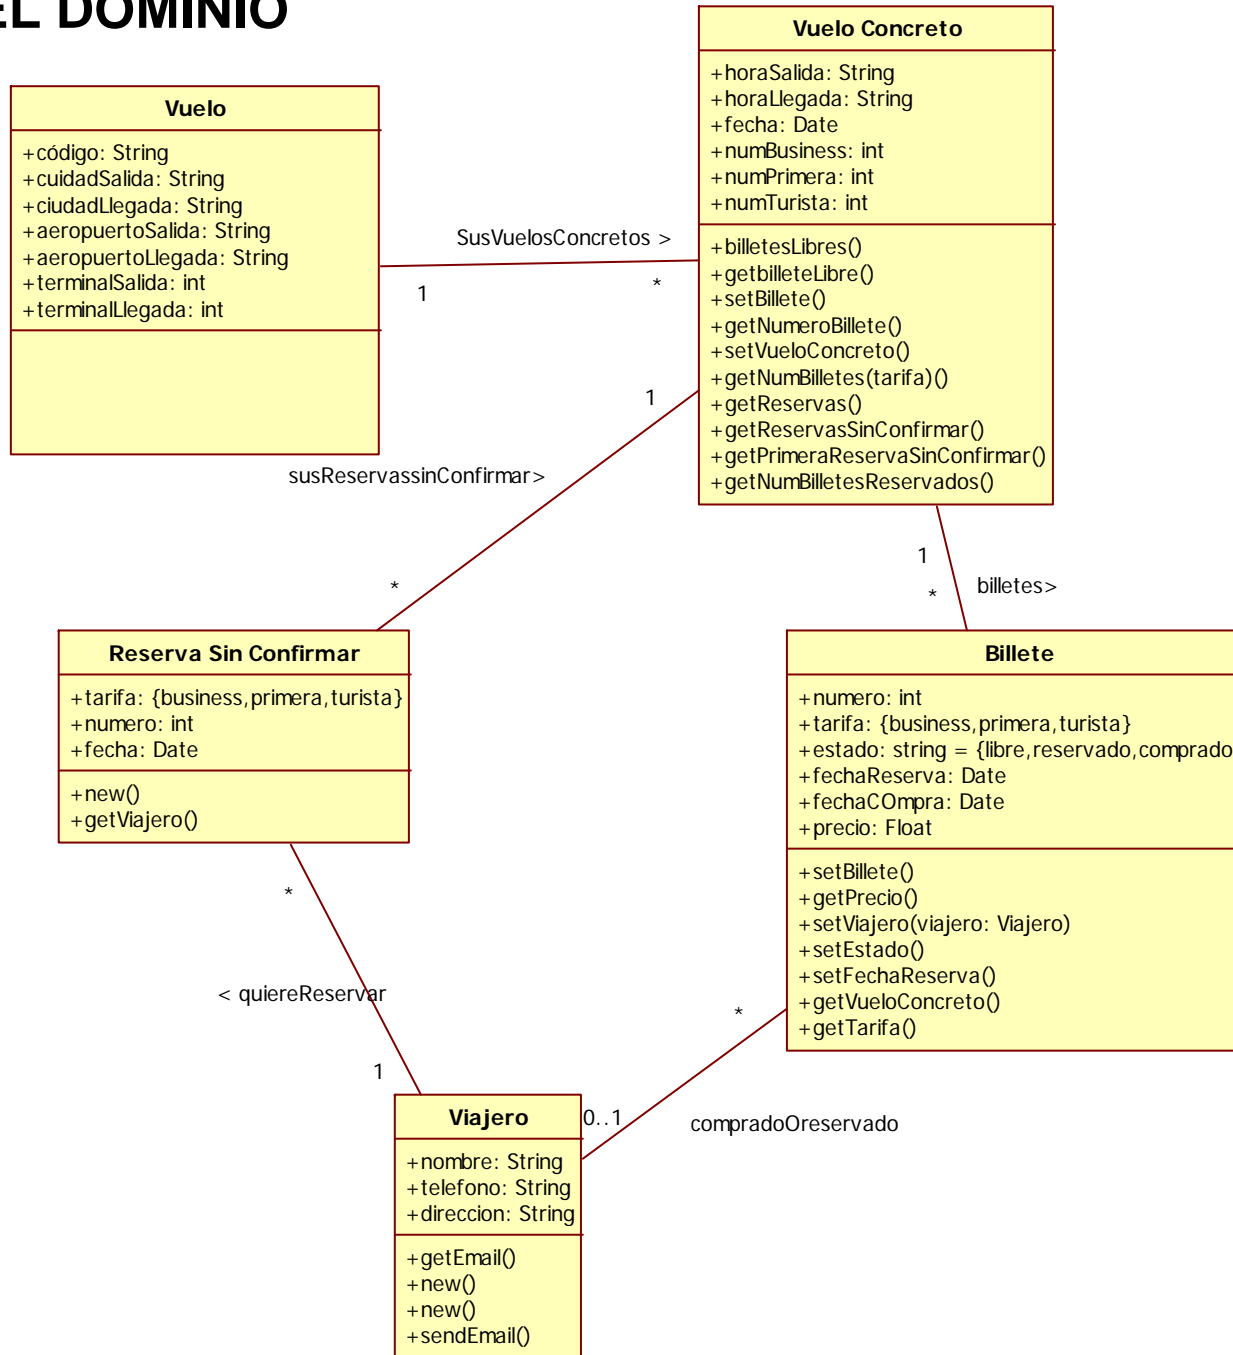 EL DOMINIO
Vuelo
+código: String
+cuidadSalida: String
+ciudadLlegada: String
+aeropuertoSalida: String
+aeropuertoLlegada: String
+terminalSalida: int
+terminalLlegada: int
SusVuelosConcretos >
1
*
Vuelo Concreto
+horaSalida: String
+horaLlegada: String
+fecha: Date
+numBusiness: int
+numPrimera: int
+numTurista: int
+billetesLibres()
+getbilleteLibre()
+setBillete()
+getNumeroBillete()
+setVueloConcreto()
+getNumBilletes(tarifa)()
+getReservas()
+getReservasSinConfirmar()
+getPrimeraReservaSinConfirmar()
+getNumBilletesReservados()
1
susReservassinConfirmar>
*
1
*
billetes>
Reserva Sin Confirmar
+tarifa: {business,primera,turista}
+numero: int
+fecha: Date
+new()
+getViajero()
Billete
+numero: int
+tarifa: {business,primera,turista}
+estado: string = {libre,reservado,comprado
+fechaReserva: Date
+fechaCOmpra: Date
+precio: Float
+setBillete()
+getPrecio()
+setViajero(viajero: Viajero)
+setEstado()
+setFechaReserva()
+getVueloConcreto()
+getTarifa()
*
< quiereReservar
1
*
0..1
compradoOreservado
Viajero
+nombre: String
+telefono: String
+direccion: String
+getEmail()
+new()
+new()
+sendEmail()